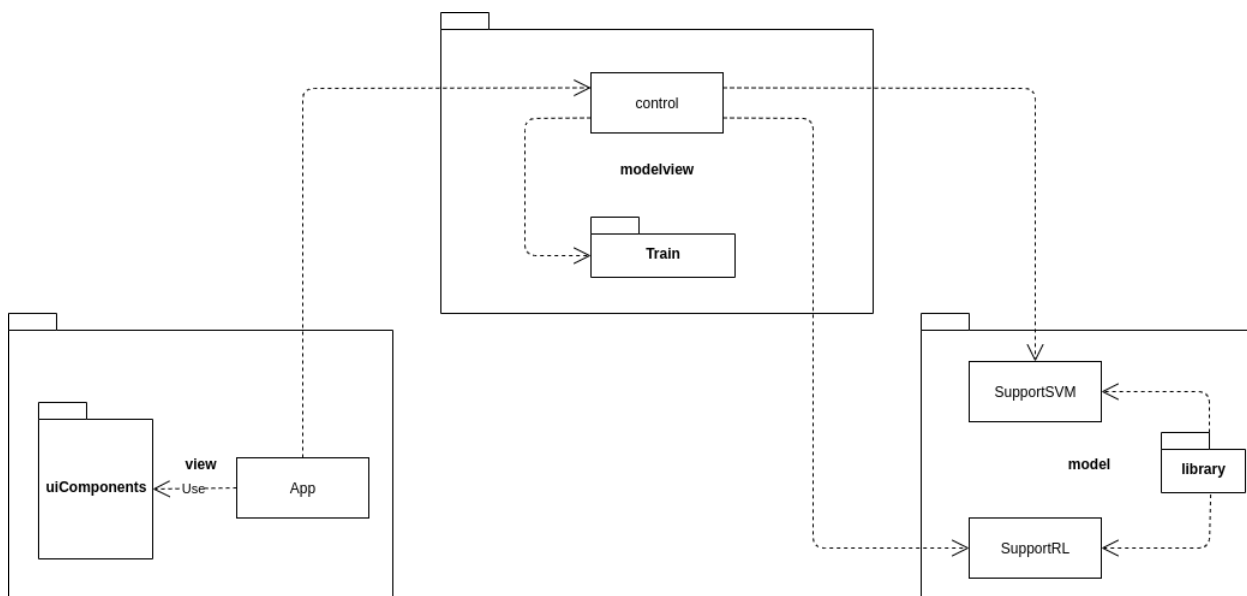 control
modelview
Train
SupportSVM
view
model
library
uiComponents
Use
App
SupportRL